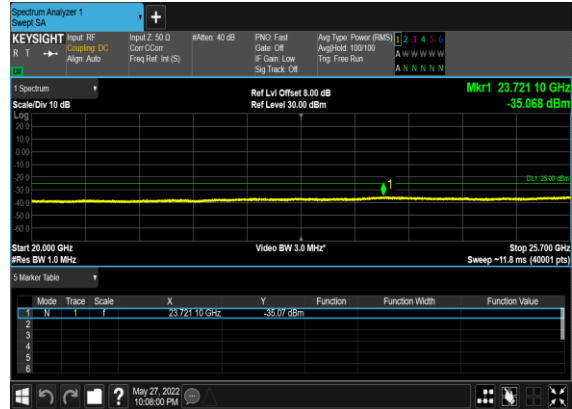 Spectrum Analyzer 1
Swept SA
+
KEYSIGHT Input: RF Input Z: 50 Ω #Atten: 40 dB PNO: Fast Avg Type: Power (RMS) 1 2 3 4 5 6
R T Coupling: DC Corr CCorr Gate: Off Avg|Hold: 100/100 A W W W W W
Align: Auto Freq Ref: Int (S) IF Gain: Low Trig: Free Run
Sig Track: Off A N N N N N
1 Spectrum Ref Lvl Offset 8.00 dB Mkr1 23.721 10 GHz
Scale/Div 10 dB Ref Level 30.00 dBm -35.068 dBm
Log
20.0
10.0
0.00
-10.0
-20.0
1
DL1 -25.00 dBm
-30.0
-40.0
-50.0
-60.0
Start 20.000 GHz Video BW 3.0 MHz* Stop 25.700 GHz
#Res BW 1.0 MHz Sweep ~11.8 ms (40001 pts)
5 Marker Table
Mode Trace Scale X Y Function Function Width Function Value
1 N 1 f 23.721 10 GHz -35.07 dBm
2
3
4
5
6
? May 27, 2022
10:08:00 PM